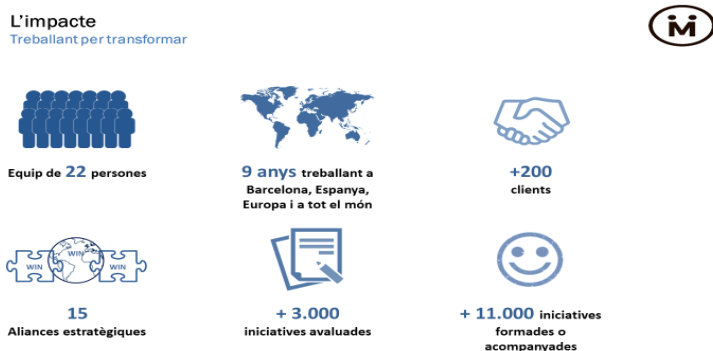 L'impacte
Treballant per transformar
Equip de 22 persones
9 anys treballant a
Barcelona, Espanya,
Europa i a tot el món
+200
clients
WIN
WIN
WIN
15
Aliances estratègiques
+ 3.000
iniciatives avaluades
+ 11.000 iniciatives
formades o
acompanyades